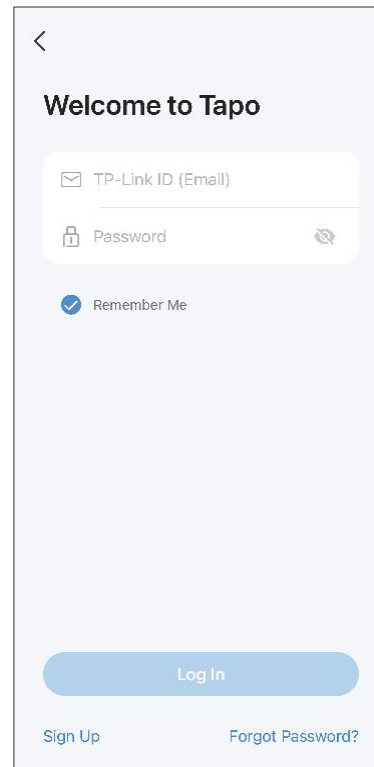 Welcome to Tapo
TP-Link ID (Email)
Password
Remember Me
Log In
Sign Up Forgot Password?